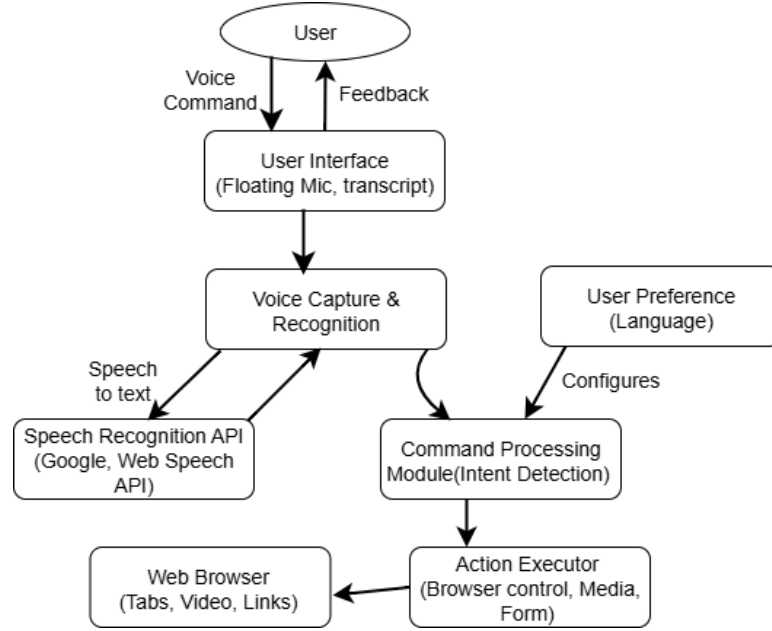 User
Voice
Command
Feedback
User Interface
(Floating Mic, transcript)
Voice Capture &
Recognition
User Preference
(Language)
Speech
to text
Configures
Speech Recognition API
(Google, Web Speech
API)
Command Processing
Module(Intent Detection)
Web Browser
(Tabs, Video, Links)
Action Executor
(Browser control, Media,
Form)